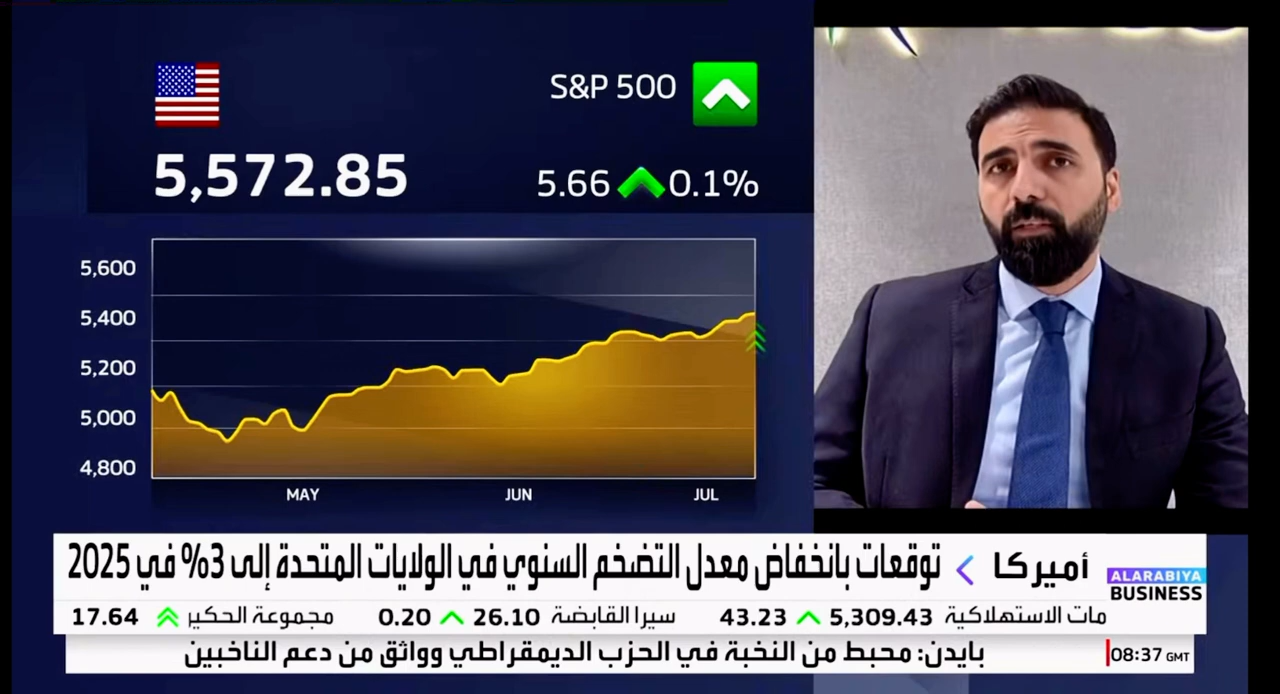 S&P 500
5,572.85
5.66 0.1%
5,600
5,400
5,200
5,000
4,800
MAY JUN JUL
أميركا
توقعات بانخفاض معدل التضخم السنوي في الولايات المتحدة إلى 3% في 2025
ALARABIYA
BUSINESS
مات الاستهلاكية 5,309.43 43.23 سيرا القابضة 26.10 0.20 مجموعة الحكير 17.64
08:37 GMT
بايدن: محبط من النخبة في الحزب الديمقراطي وواثق من دعم الناخبين